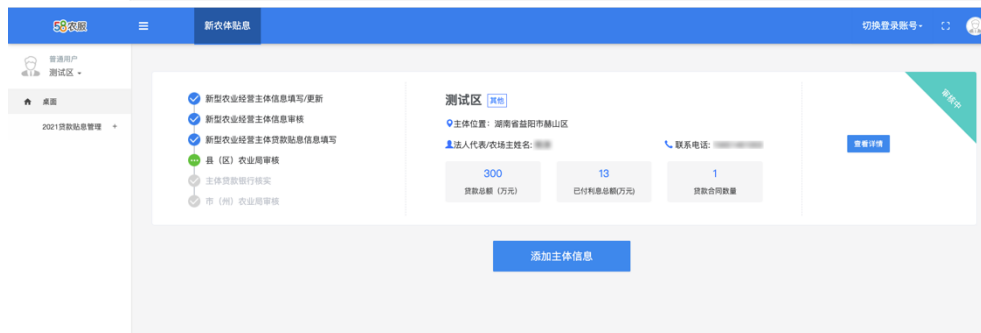 58农服
新农体贴息
切换登录账号
普通用户
测试区
桌面
2021贷款贴息管理 +
新型农业经营主体信息填写/更新
新型农业经营主体信息审核
新型农业经营主体贷款贴息信息填写
县（区）农业局审核
主体贷款银行核实
市（州）农业局审核
测试区 其他
主体位置：湖南省益阳市赫山区
法人代表/农场主姓名:
联系电话:
300
贷款总额（万元）
13
已付利息总额(万元)
1
贷款合同数量
查看详情
审核中
添加主体信息